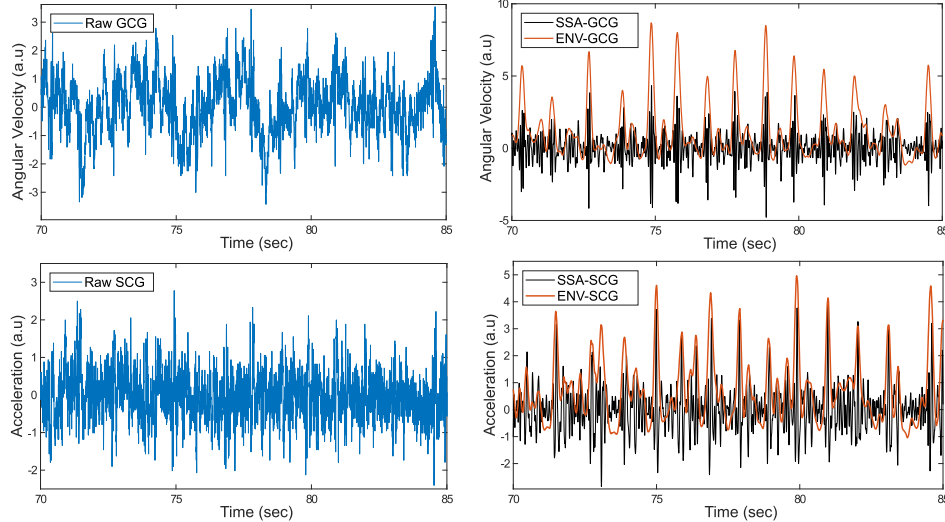 Raw GCG
3
2
1
0
-1
-2
-3
70
75
80
85
Time (sec)
Angular Velocity (a.u)
SSA-GCG
ENV-GCG
10
5
0
-5
70
75
80
85
Time (sec)
Angular Velocity (a.u)
Raw SCG
3
2
1
0
-1
-2
70
75
80
85
Time (sec)
Acceleration (a.u)
SSA-SCG
ENV-SCG
5
4
3
2
1
0
-1
-2
70
75
80
85
Time (sec)
Acceleration (a.u)